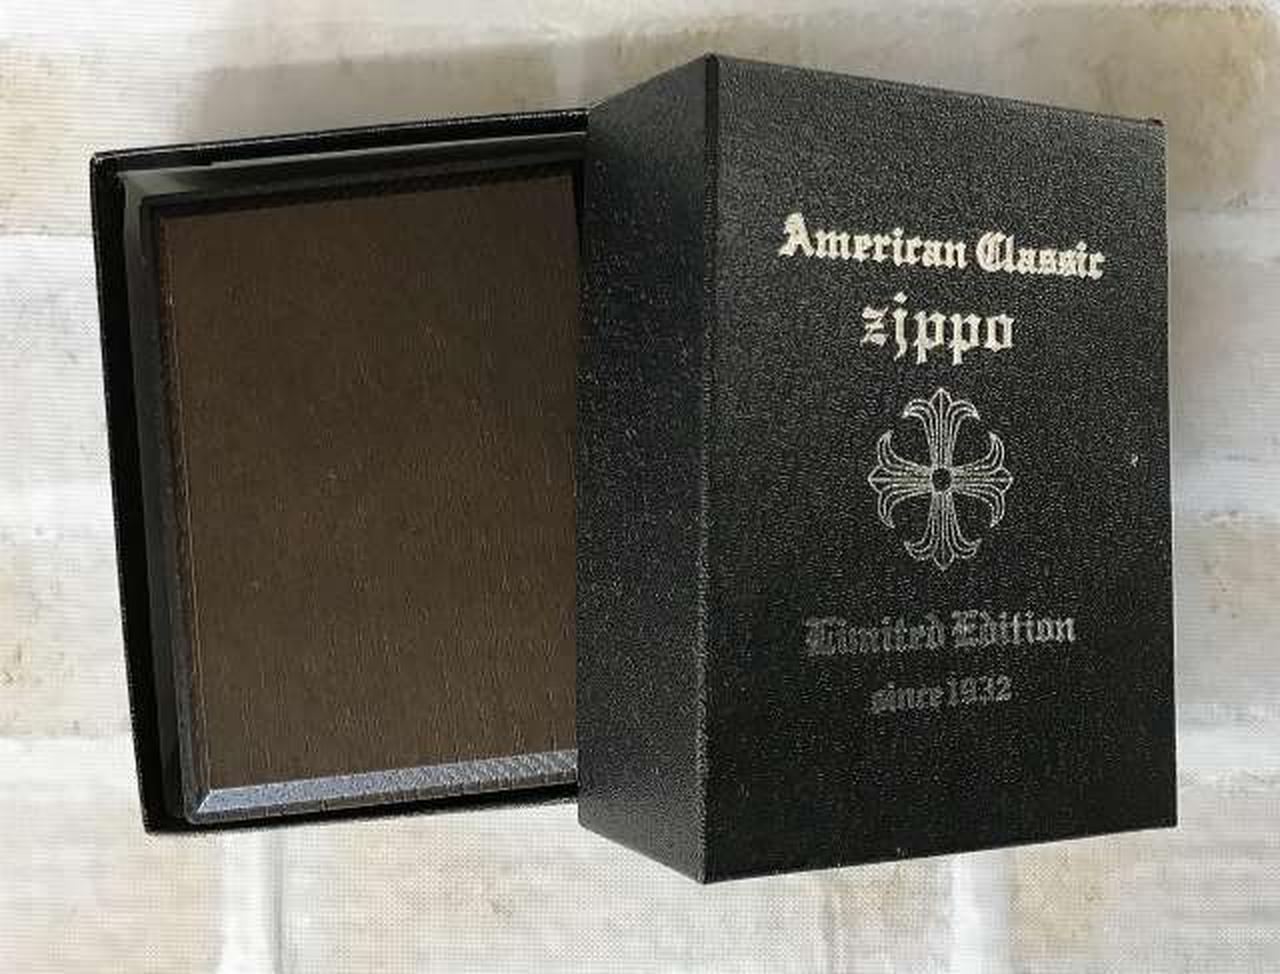 American Classic
zippo
Limited Edition
since 1932